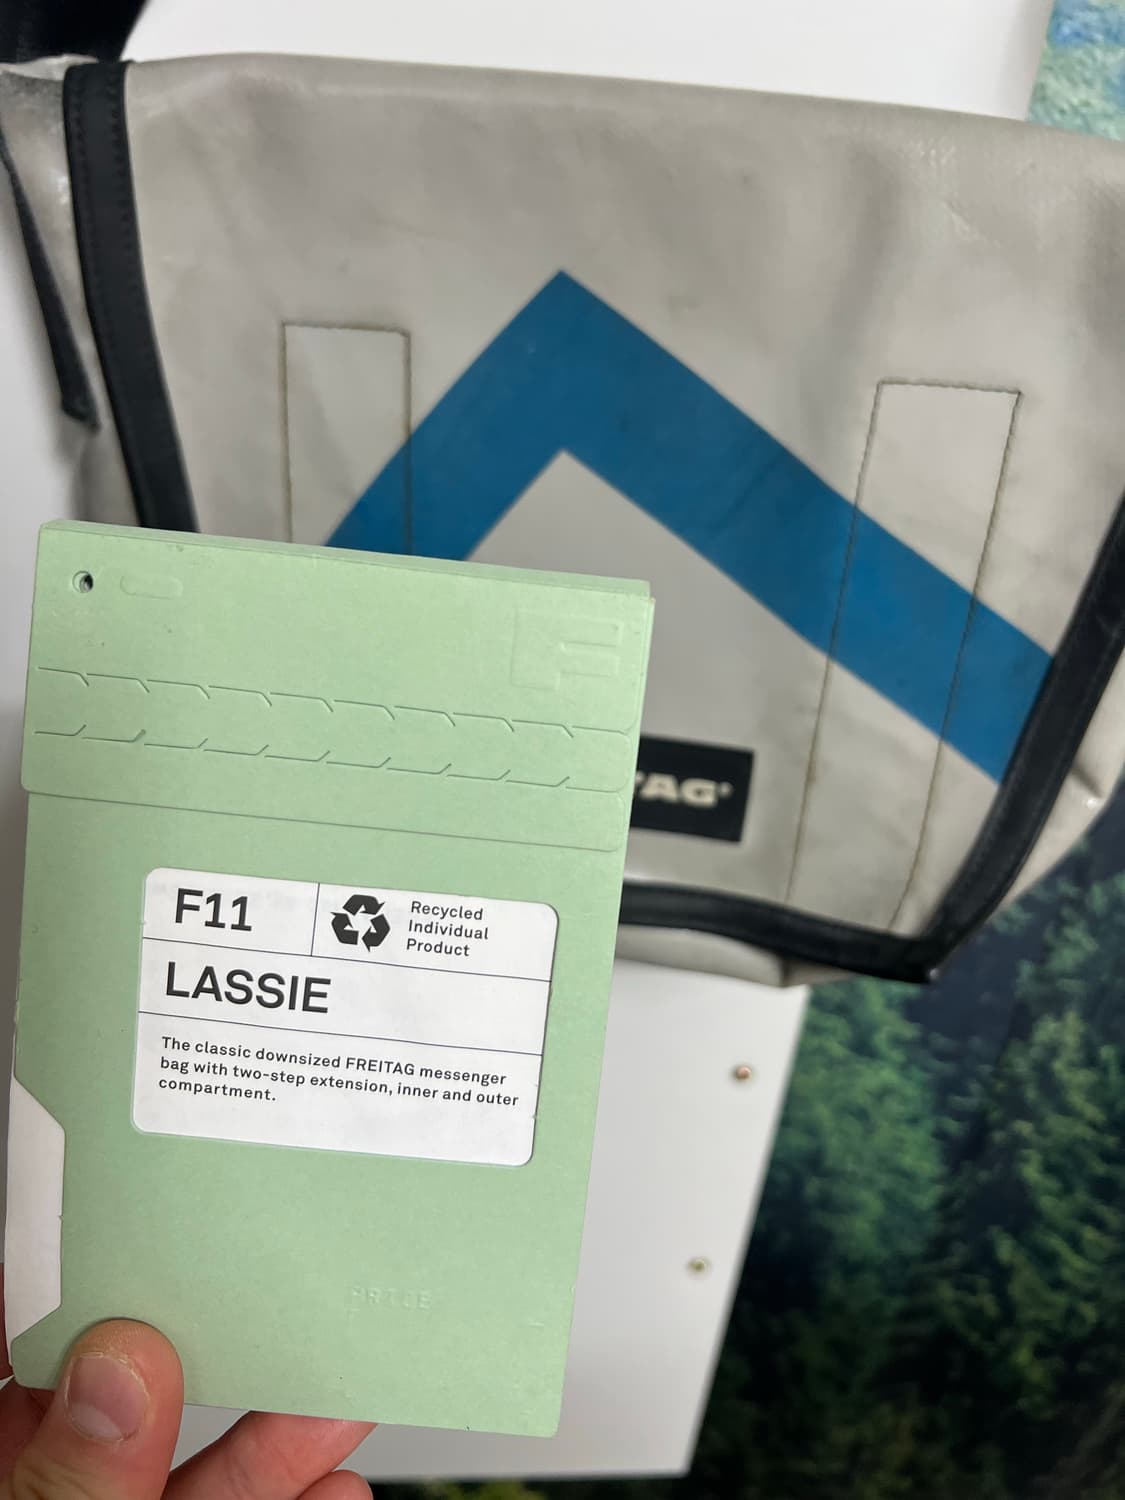 TAG
F11
Recycled
Individual
Product
LASSIE
The classic downsized FREITAG messenger
bag with two-step extension, inner and outer
compartment.
PRICE